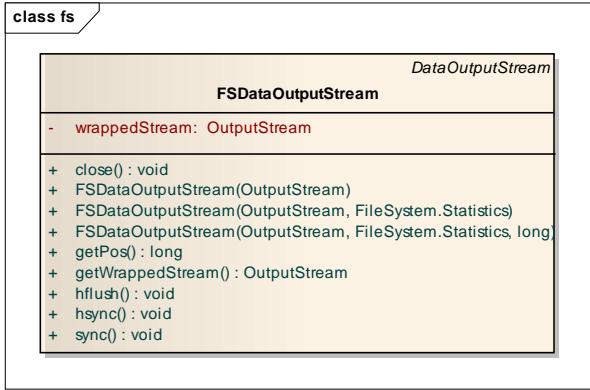 class fs
DataOutputStream
FSDataOutputStream
- wrappedStream: OutputStream
+ close() : void
+ FSDataOutputStream(OutputStream)
+ FSDataOutputStream(OutputStream, FileSystem.Statistics)
+ FSDataOutputStream(OutputStream, FileSystem.Statistics, long)
+ getPos() : long
+ getWrappedStream() : OutputStream
+ hflush() : void
+ hsync() : void
+ sync() : void